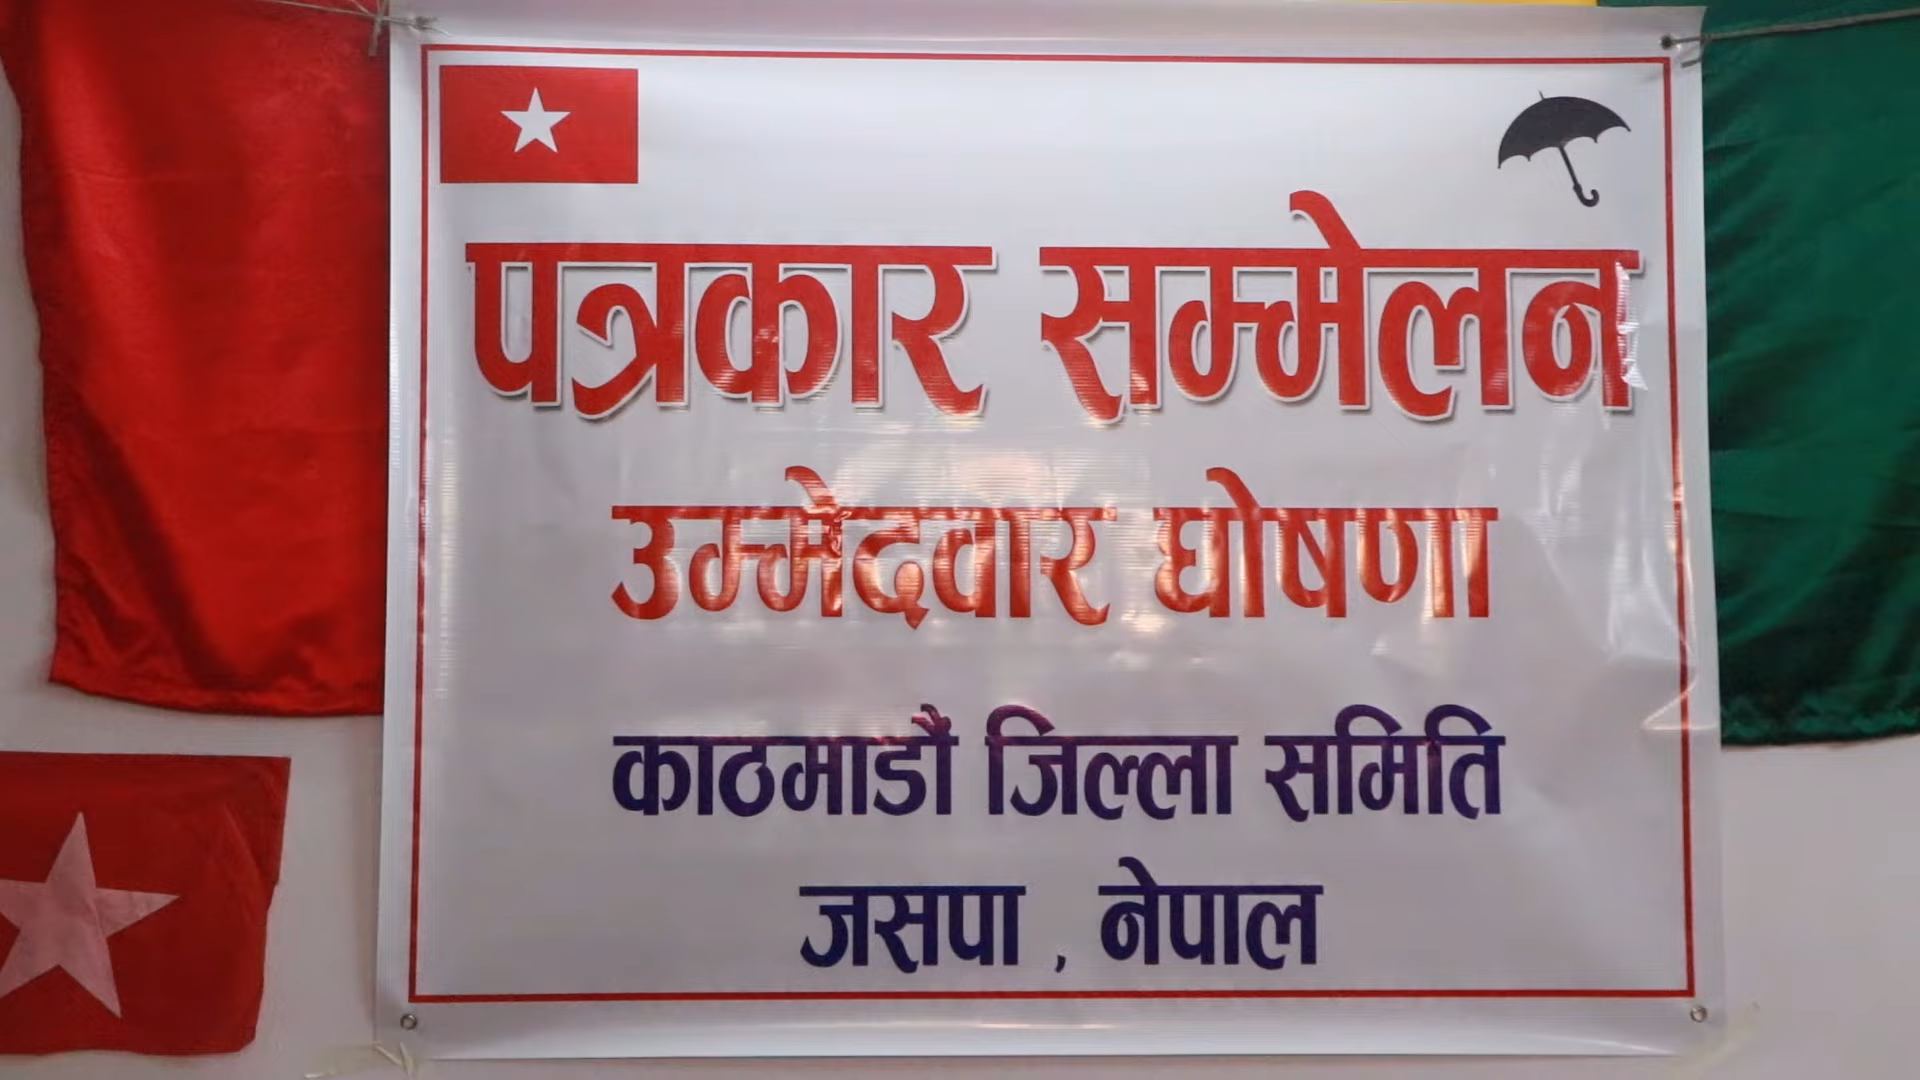 पत्रकार सम्मेलन
उम्मेदवार घोषणा
काठमाडौं जिल्ला समिति
जसपा , नेपाल